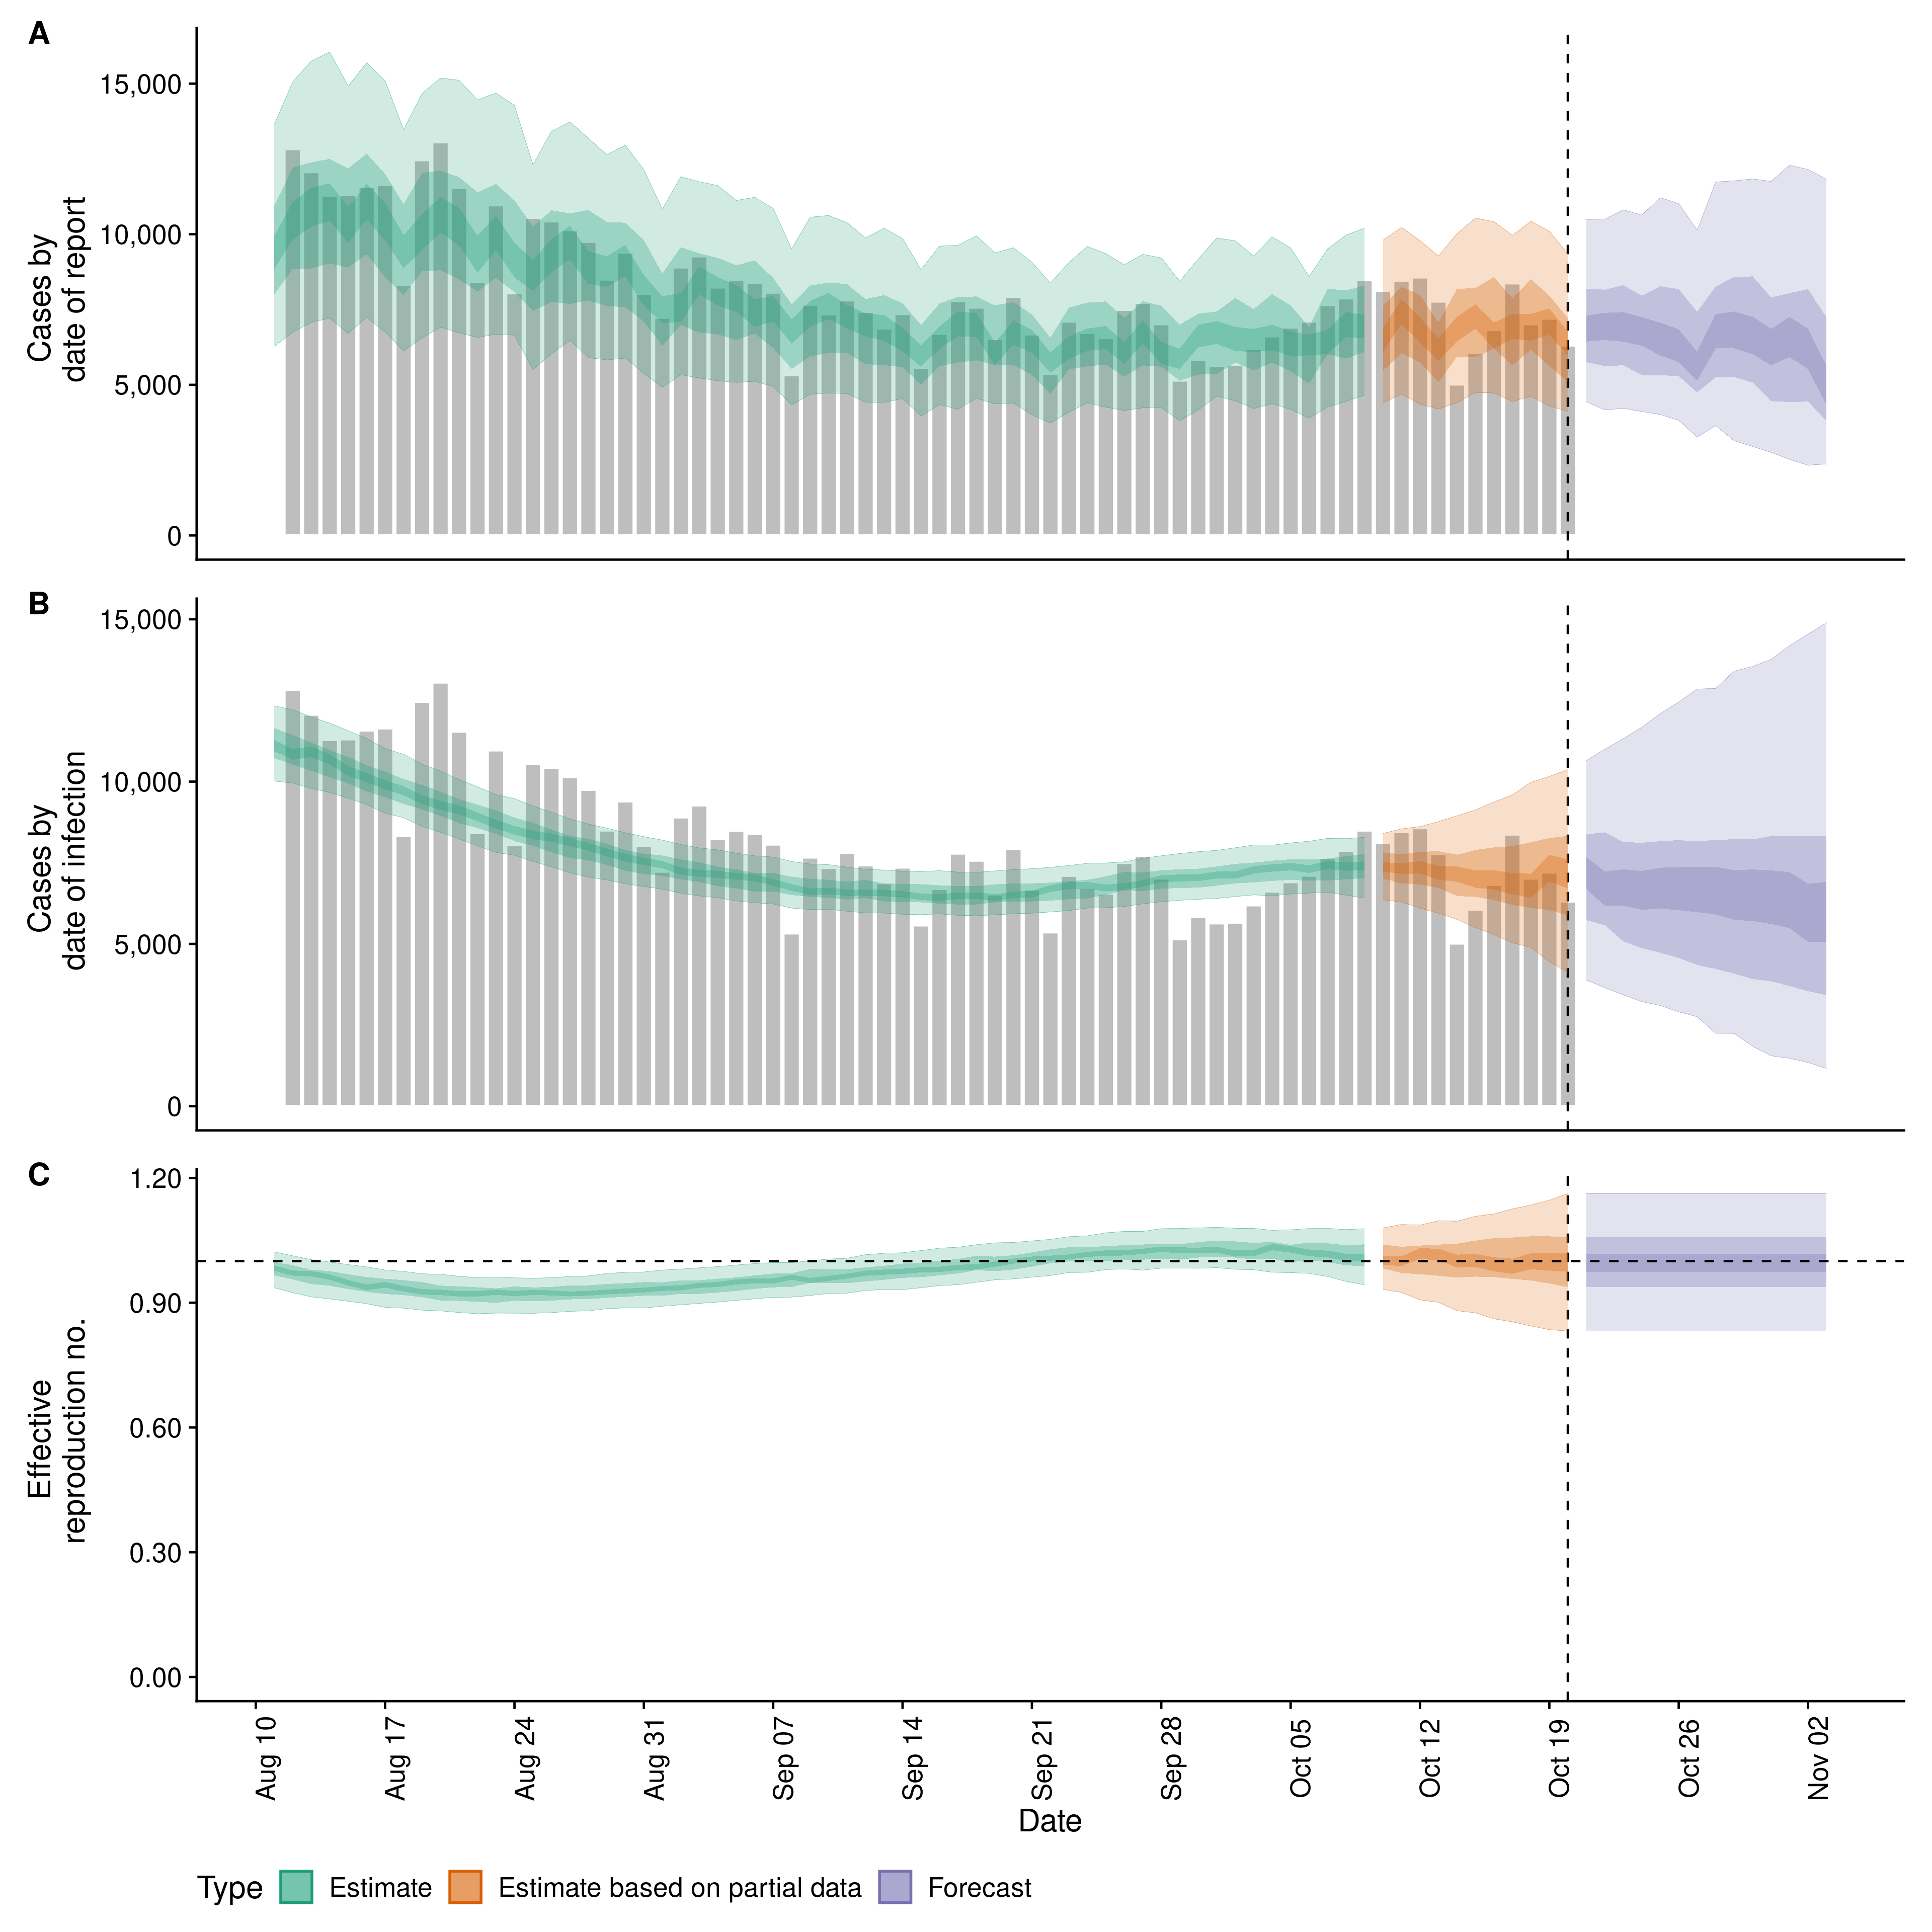 A
Cases by
date of report
15,000
10,000
5,000
0
B
Cases by
date of infection
15,000
10,000
5,000
0
C
Effective
reproduction no.
1.20
0.90
0.60
0.30
0.00
Aug 10
Aug 17
Aug 24
Aug 31
Sep 07
Sep 14
Sep 21
Sep 28
Oct 05
Oct 12
Oct 19
Oct 26
Nov 02
Date
Type Estimate Estimate based on partial data Forecast